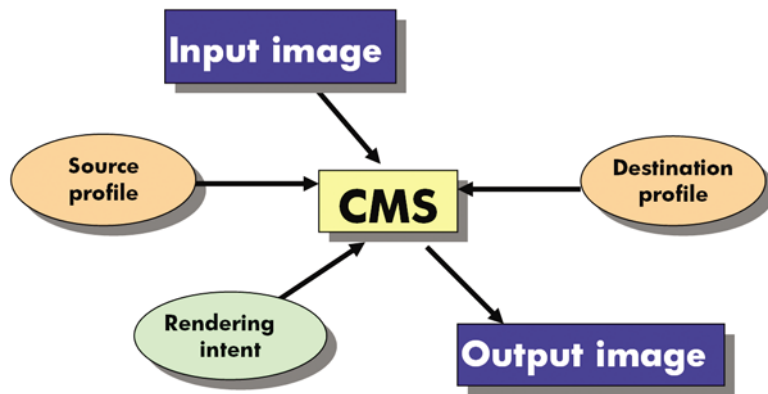 Input image
Source
profile
Destination
profile
CMS
Rendering
intent
Output image